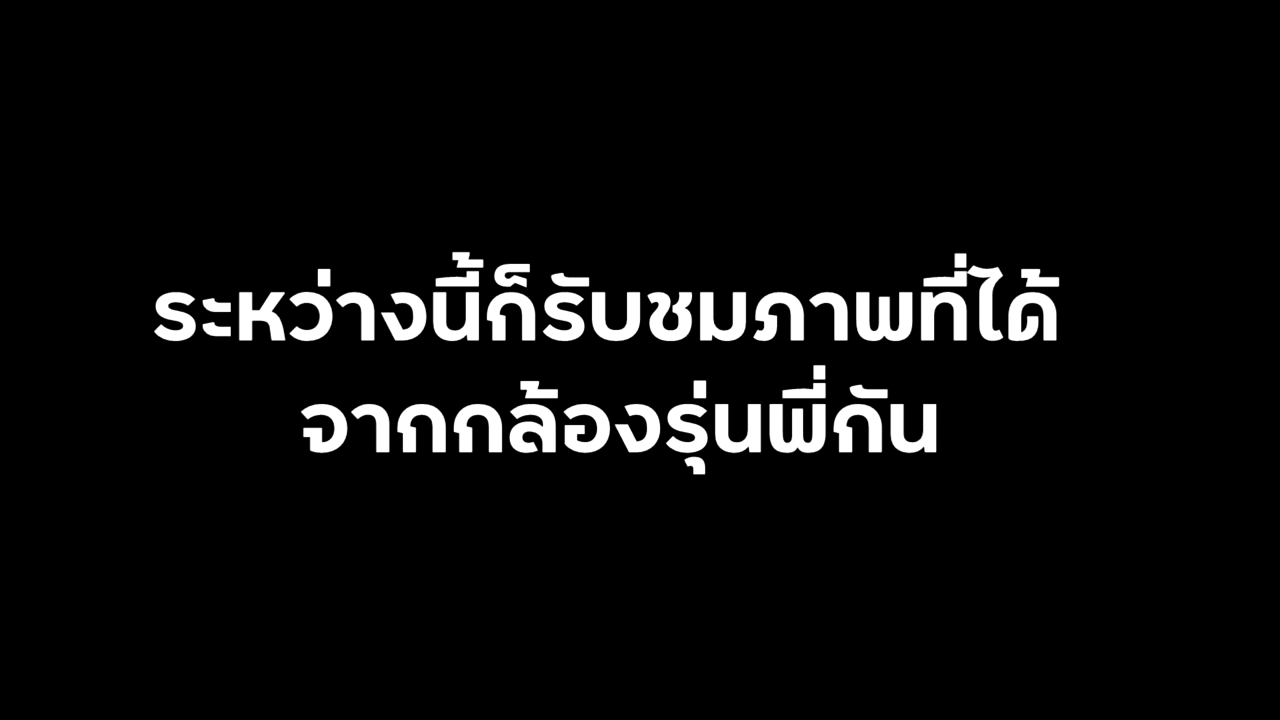 ระหว่างนี้ก็รับชมภาพที่ได้
จากกล้องรุ่นพี่กัน